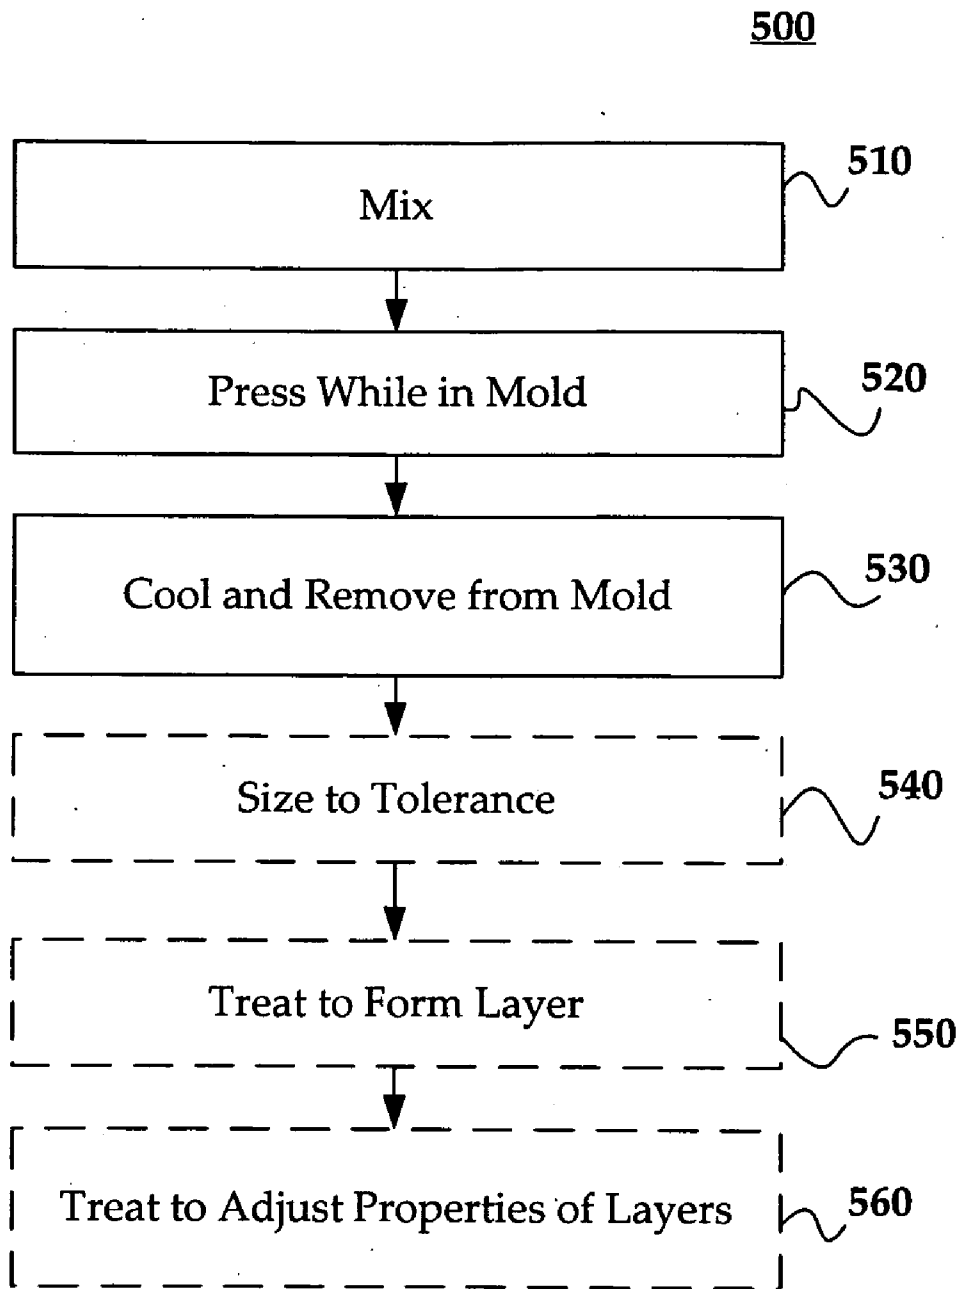 500
510
Mix
520
Press While in Mold
530
Cool and Remove from Mold
540
Size to Tolerance
Treat to Form Layer
550
560
Treat to Adjust Properties of Layers